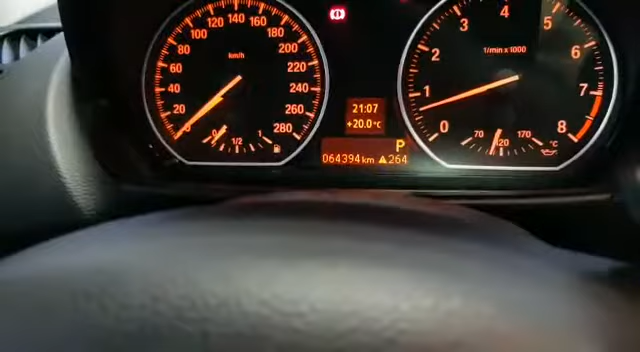 20 40 60 80 100 120 140 160 180 200 220 240 260 280
km/h
0 1/2 1
21:07
+20.0°C
P
064394 km ▲264
0 1 2 3 4 5 6 7 8
1/min x 1000
70 120 170 °C